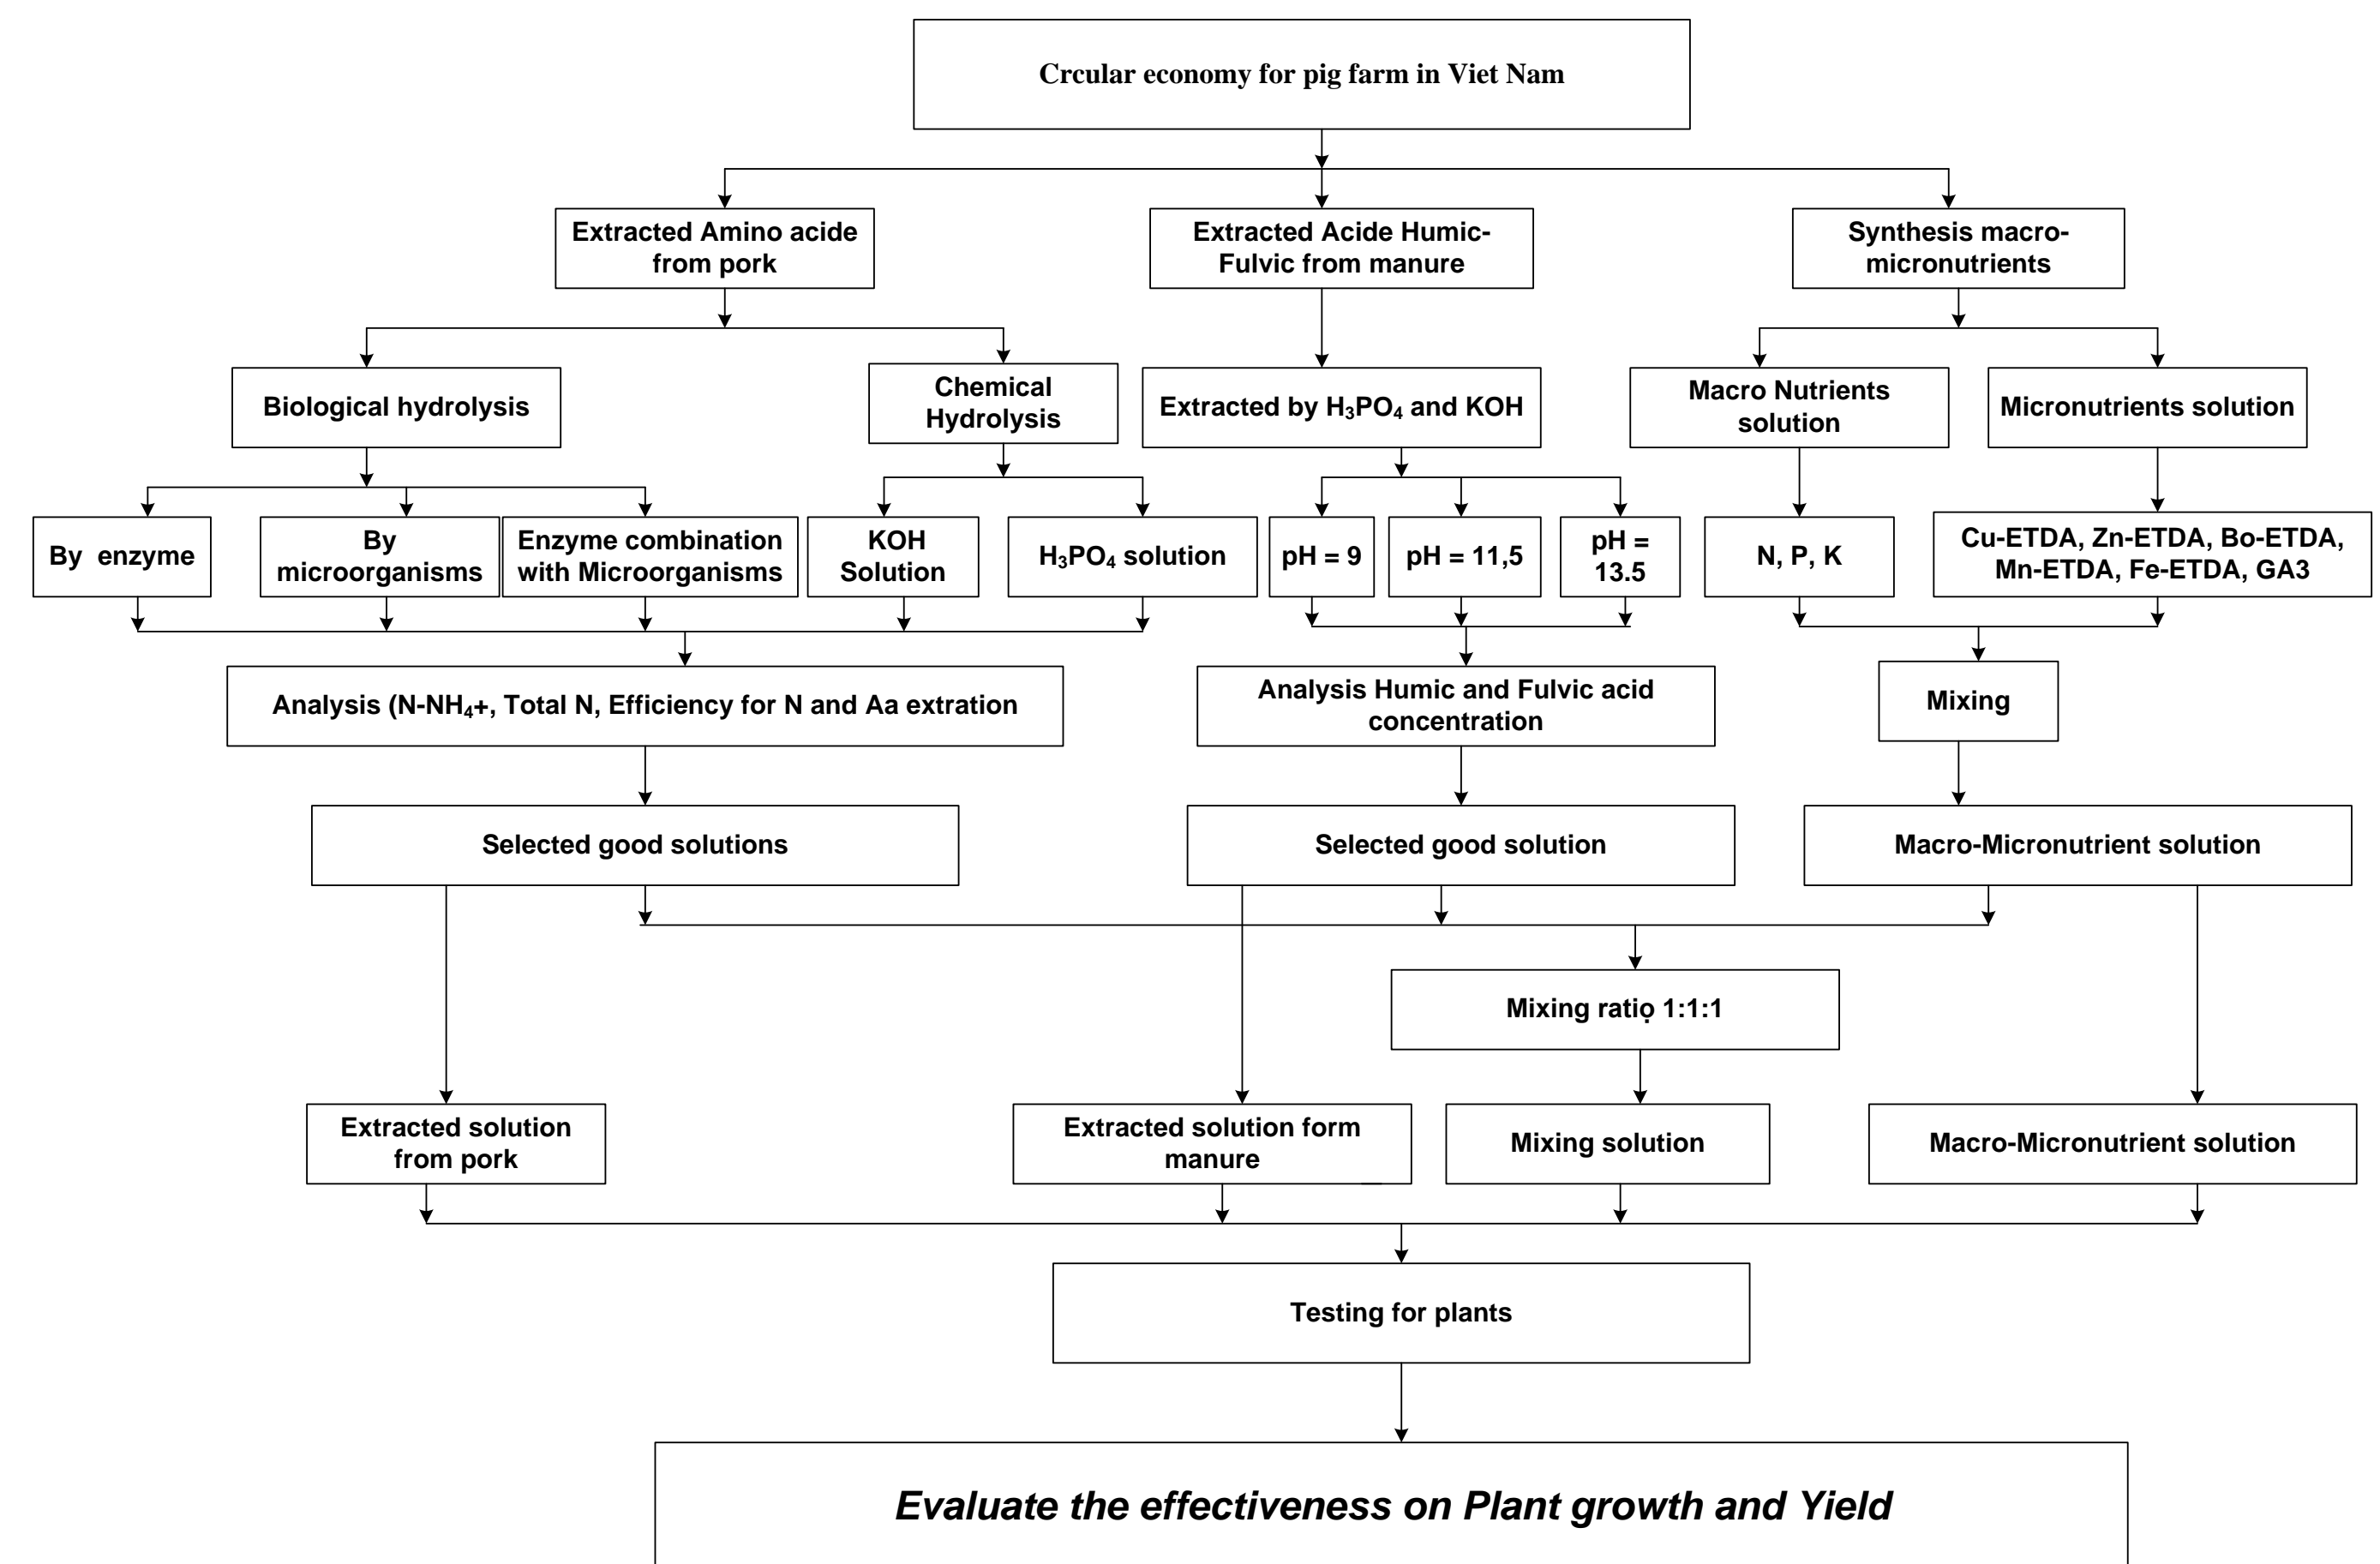 Crcular economy for pig farm in Viet Nam
Extracted Amino acide
from pork
Extracted Acide Humic-
Fulvic from manure
Synthesis macro-
micronutrients
Biological hydrolysis
Chemical
Hydrolysis
Extracted by H₃PO₄ and KOH
Macro Nutrients
solution
Micronutrients solution
By  enzyme
By
microorganisms
Enzyme combination
with Microorganisms
KOH
Solution
H₃PO₄ solution
pH = 9
pH = 11,5
pH =
13.5
N, P, K
Cu-ETDA, Zn-ETDA, Bo-ETDA,
Mn-ETDA, Fe-ETDA, GA3
Analysis (N-NH₄+, Total N, Efficiency for N and Aa extration
Analysis Humic and Fulvic acid
concentration
Mixing
Selected good solutions
Selected good solution
Macro-Micronutrient solution
Mixing ratiọ 1:1:1
Extracted solution
from pork
Extracted solution form
manure
Mixing solution
Macro-Micronutrient solution
Testing for plants
Evaluate the effectiveness on Plant growth and Yield